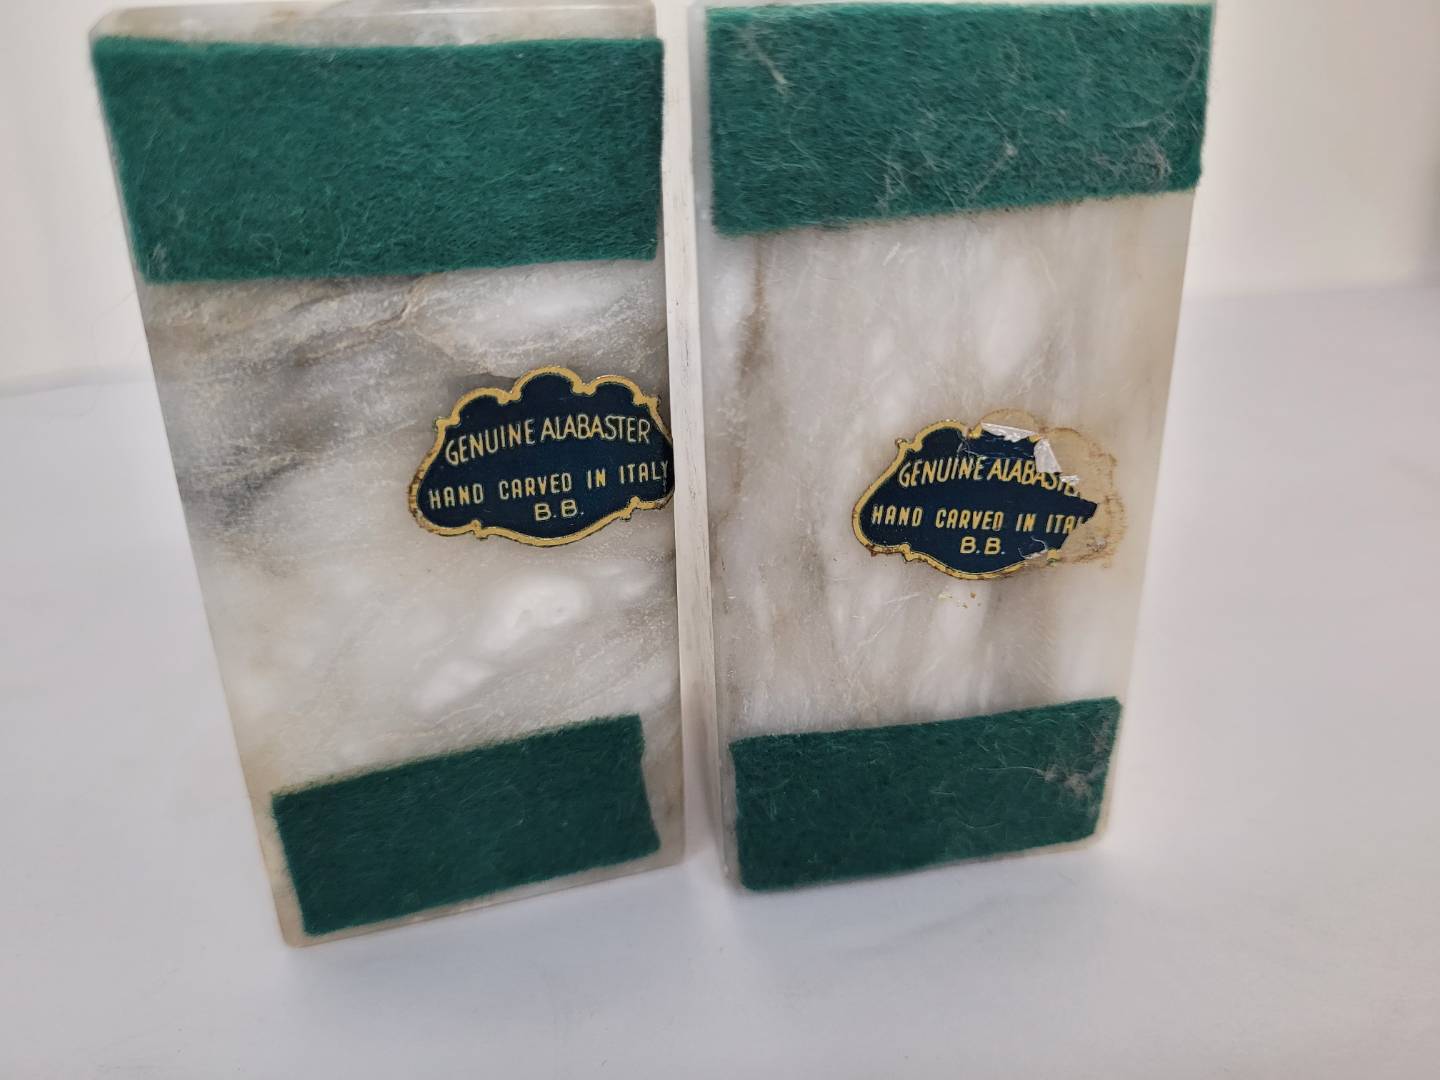 GENUINE ALABASTER
HAND CARVED IN ITALY
B.B.
GENUINE ALABASTE
HAND CARVED IN ITA
B.B.